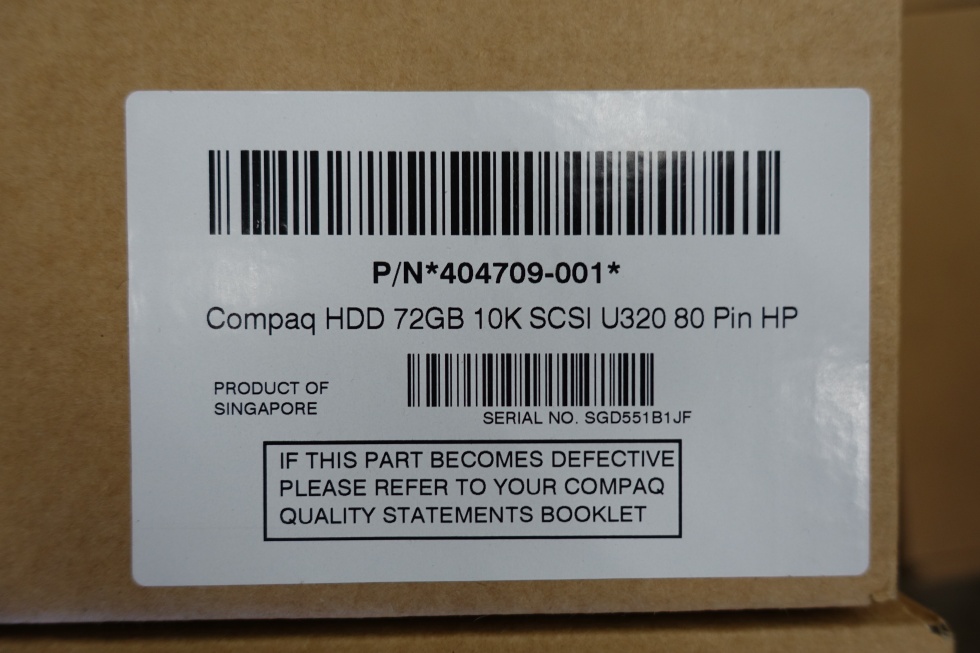 P/N*404709-001*
Compaq HDD 72GB 10K SCSI U320 80 Pin HP
PRODUCT OF
SINGAPORE
SERIAL NO. SGD551B1JF
IF THIS PART BECOMES DEFECTIVE
PLEASE REFER TO YOUR COMPAQ
QUALITY STATEMENTS BOOKLET